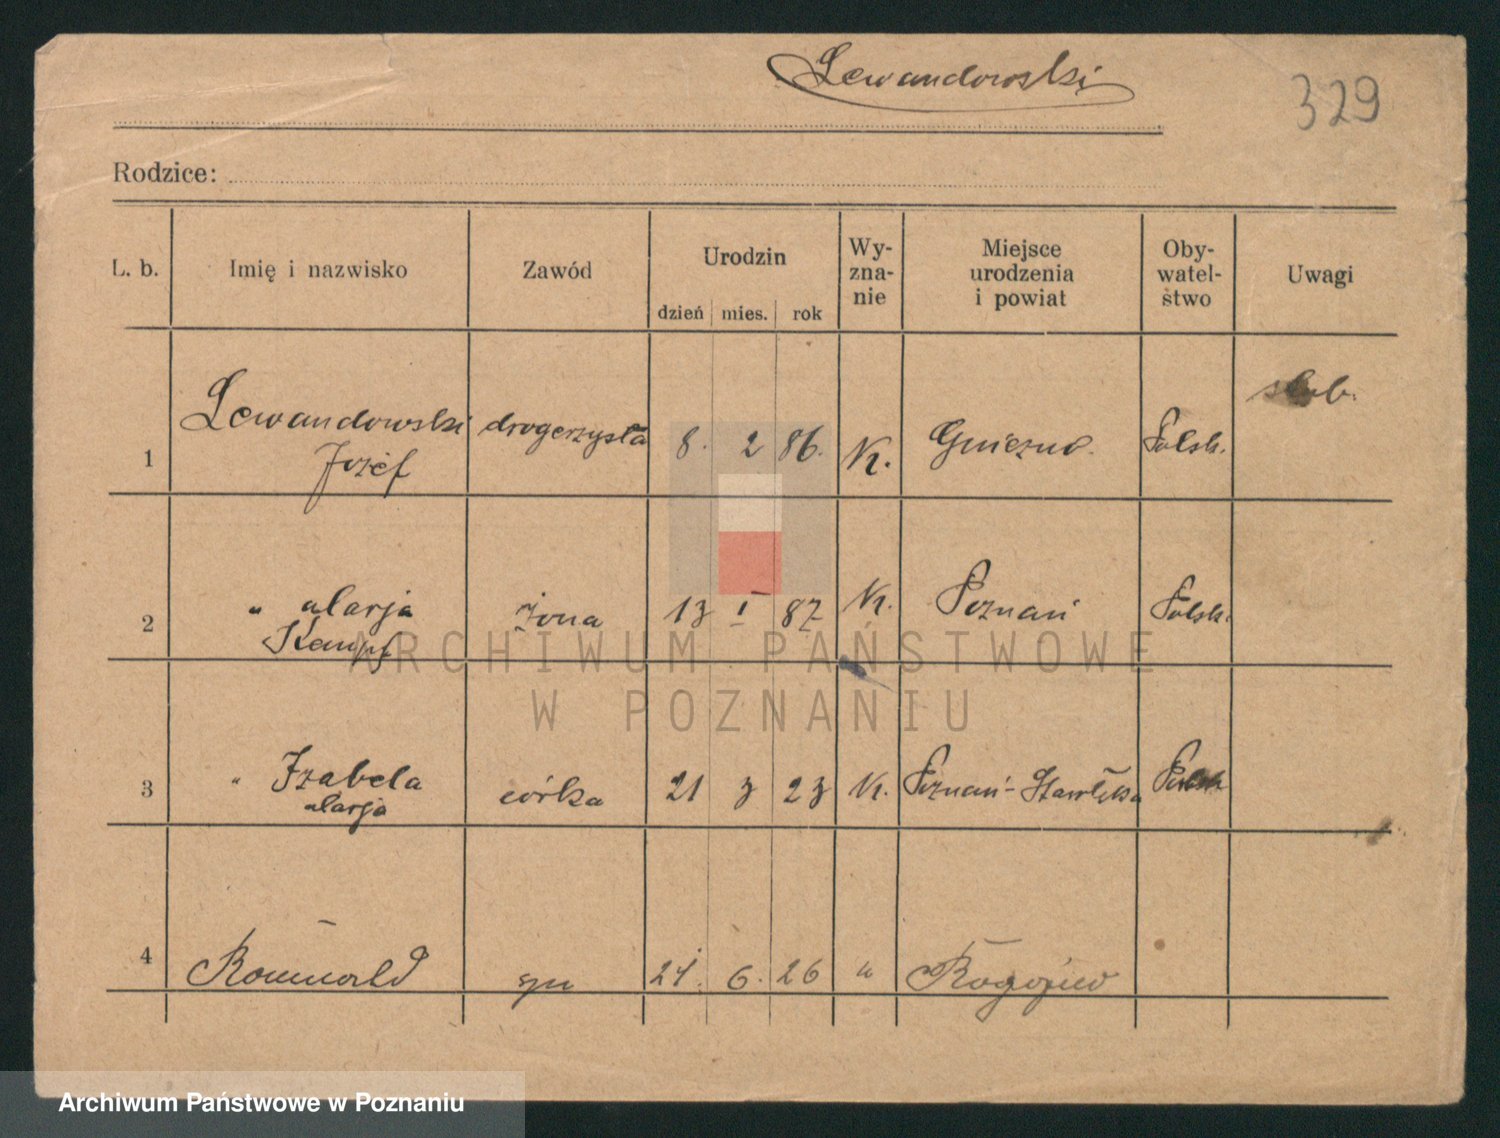 Lewandowski
329
Rodzice:
L. b. Imię i nazwisko Zawód Urodzin dzień mies. rok Wy-zna-nie Miejsce urodzenia i powiat Oby-watel-stwo Uwagi
1 Lewandowski Józef drogerzysta 8. 2 86. K. Gniezno. Polsk. slub.
2 " Marja Kempf żona 13 I 87 K. Poznań Polsk.
3 " Izabela Marja córka 21 3 23 K. Poznań - Starołęka Polsk
4 Romuald syn 6. 26 " Rogoźno
ARCHIWUM PAŃSTWOWE
W POZNANIU
Archiwum Państwowe w Poznaniu